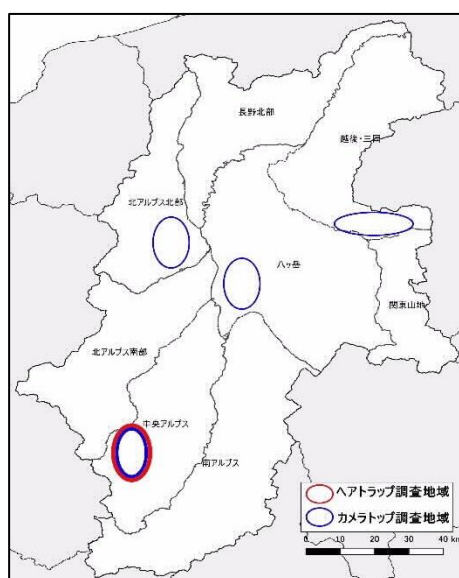 長野北部
越後・三国
北アルプス北部
八ヶ岳
関東山地
北アルプス南部
中央アルプス
南アルプス
ヘアトラップ調査地域
カメラトップ調査地域
0 10 20 30 40 km